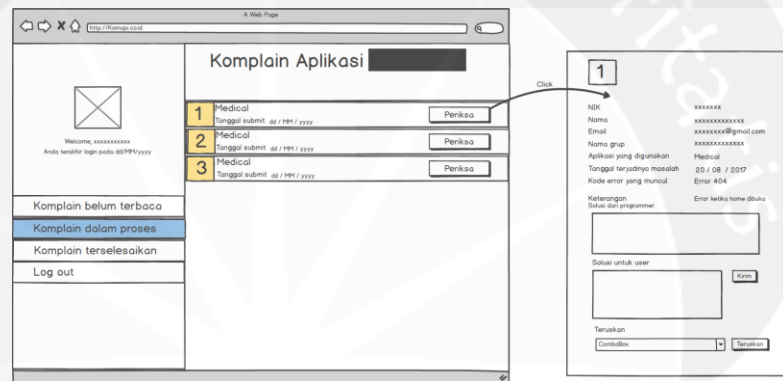 A Web Page
http://Komapi.co.id
Komplain Aplikasi
Welcome, xxxxxxxxxxx
Anda terakhir login pada dd/MM/yyyy
Komplain belum terbaca
Komplain dalam proses
Komplain terselesaikan
Log out
1 Medical Periksa
Tanggal submit dd / MM / yyyy
2 Medical Periksa
Tanggal submit dd / MM / yyyy
3 Medical Periksa
Tanggal submit dd / MM / yyyy
Click
1
NIK xxxxxxx
Nama xxxxxxxxxxxxx
Email xxxxxxxx@gmail.com
Nama grup xxxxxxxxxxxxx
Aplikasi yang digunakan Medical
Tanggal terjadinya masalah 20 / 08 / 2017
Kode error yang muncul Error 404
Keterangan Error ketika home dibuka
Solusi dari programmer
Solusi untuk user
Kirim
Teruskan
ComboBox Teruskan